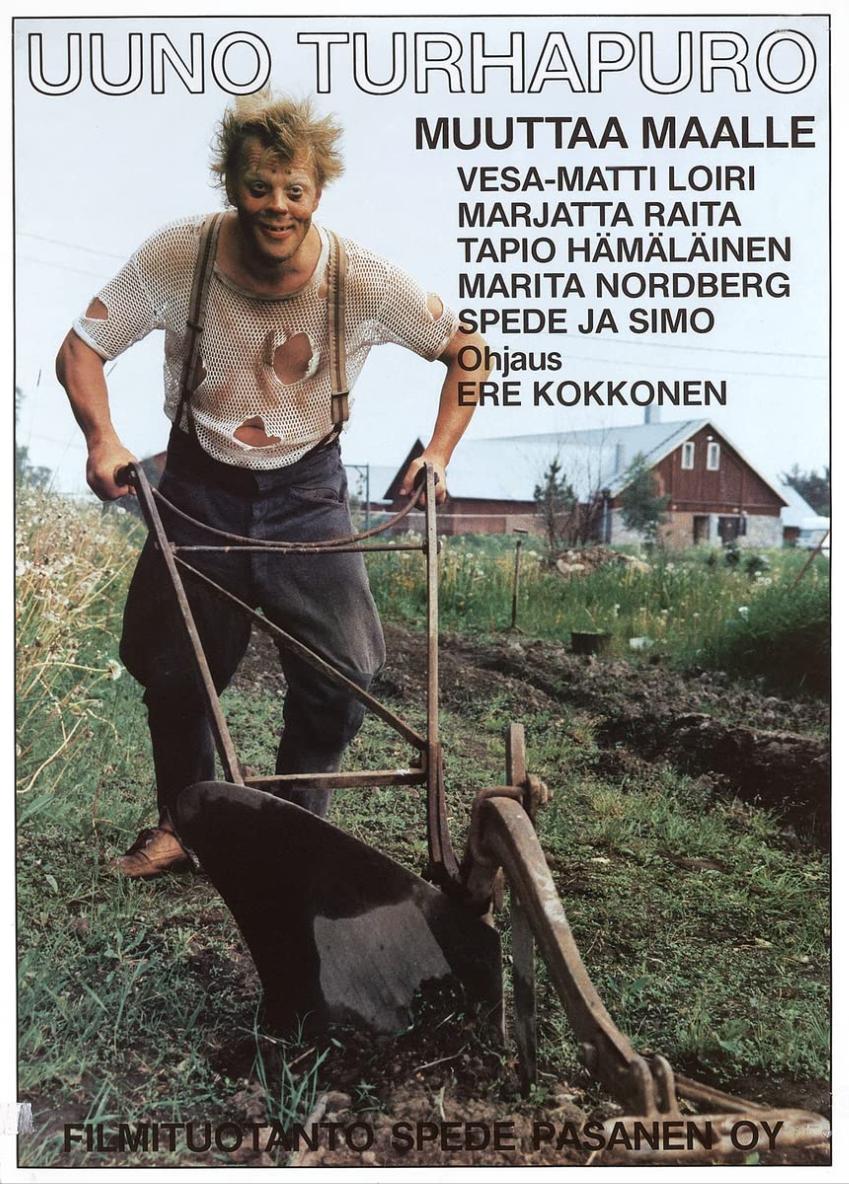 UUNO TURHAPURO
MUUTTAA MAALLE
VESA-MATTI LOIRI
MARJATTA RAITA
TAPIO HÄMÄLÄINEN
MARITA NORDBERG
SPEDE JA SIMO
Ohjaus
ERE KOKKONEN
FILMITUOTANTO SPEDE PASANEN OY